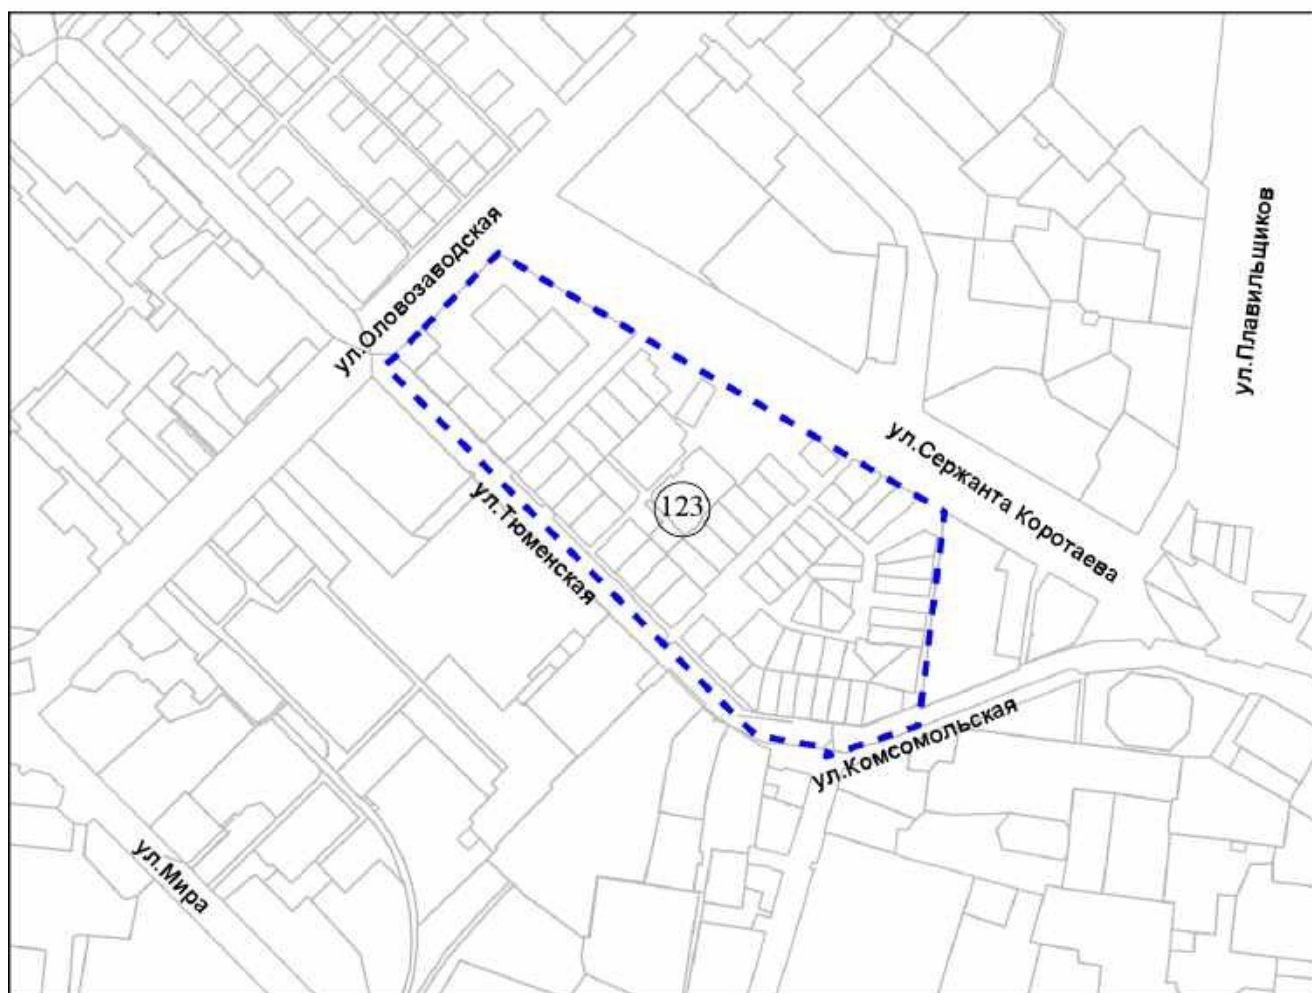 ул.Оловозаводская
ул.Плавильщиков
ул.Сержанта Коротаева
123
ул.Тюменская
ул.Комсомольская
ул.Мира